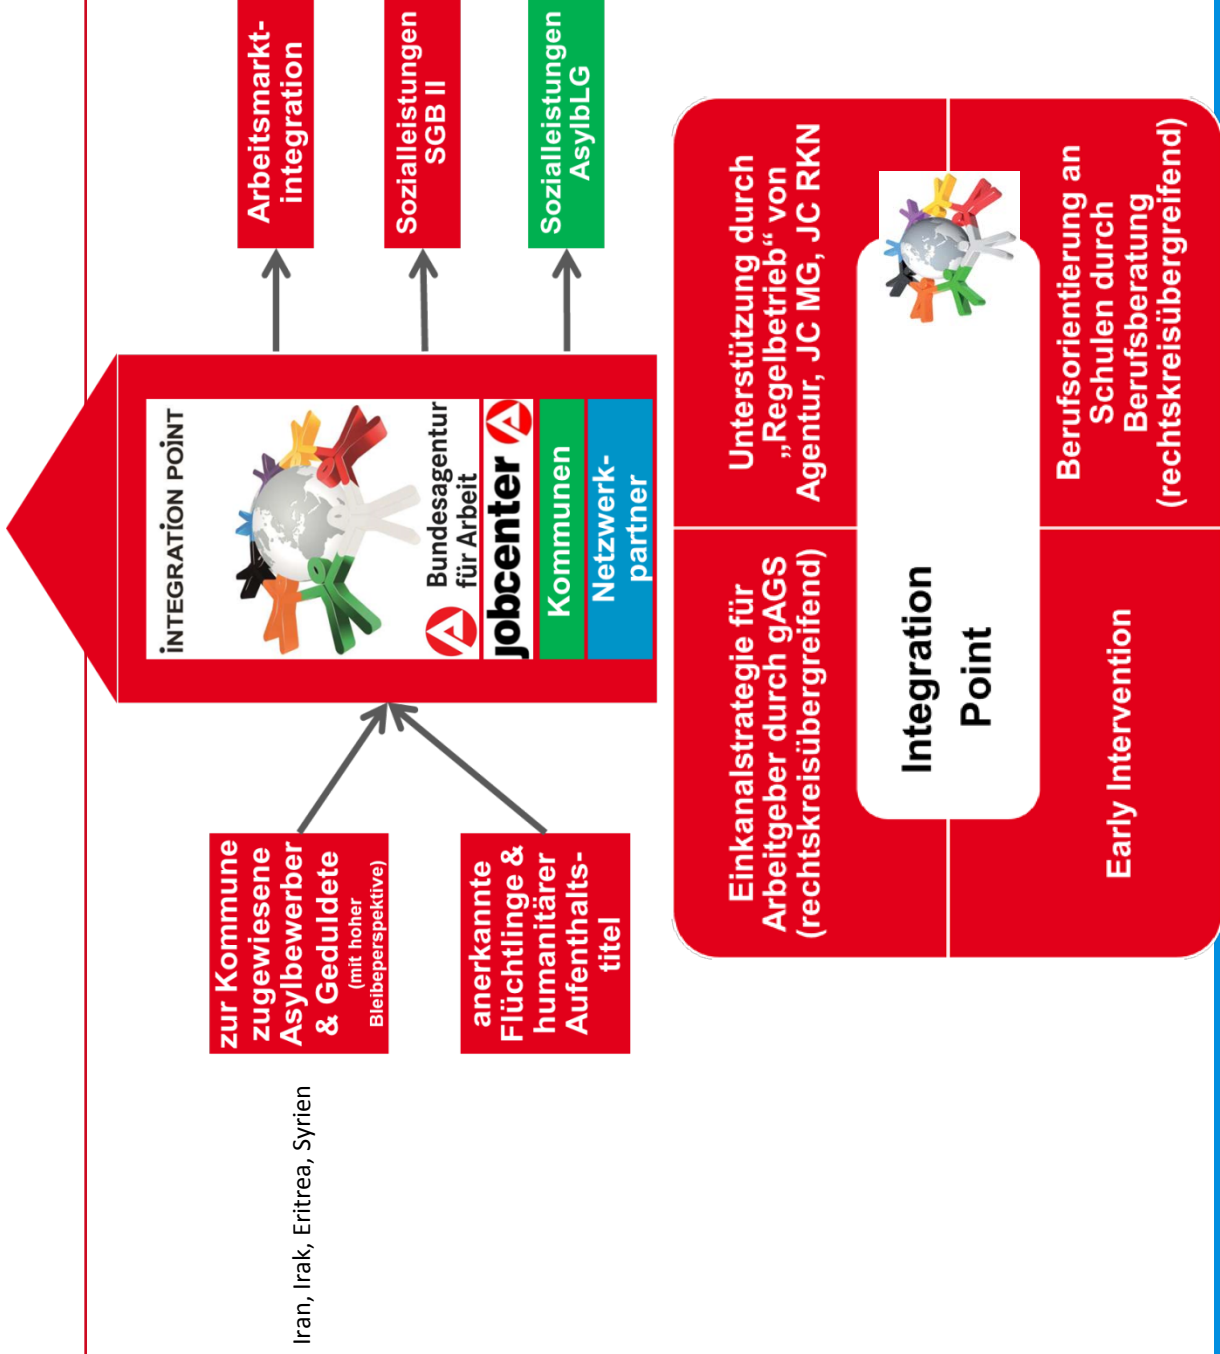 Iran, Irak, Eritrea, Syrien
zur Kommune
zugewiesene
Asylbewerber
& Geduldete
(mit hoher
Bleibeperspektive)
anerkannte
Flüchtlinge &
humanitärer
Aufenthalts-
titel
INTEGRATION POINT
Bundesagentur
für Arbeit
jobcenter
Kommunen
Netzwerk-
partner
Arbeitsmarkt-
integration
Sozialleistungen
SGB II
Sozialleistungen
AsylbLG
Einkanalstrategie für
Arbeitgeber durch gAGS
(rechtskreisübergreifend)
Unterstützung durch
„Regelbetrieb“ von
Agentur, JC MG, JC RKN
Integration
Point
Early Intervention
Berufsorientierung an
Schulen durch
Berufsberatung
(rechtskreisübergreifend)